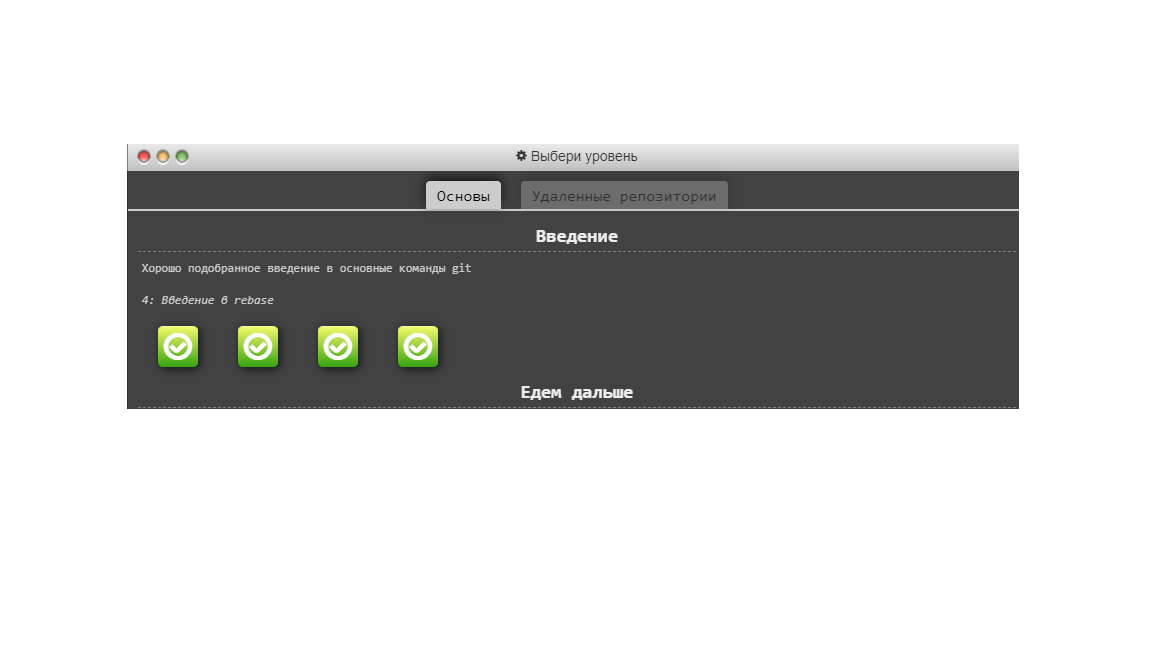 Выбери уровень
Основы Удаленные репозитории
Введение
Хорошо подобранное введение в основные команды git
4: Введение в rebase
Едем дальше